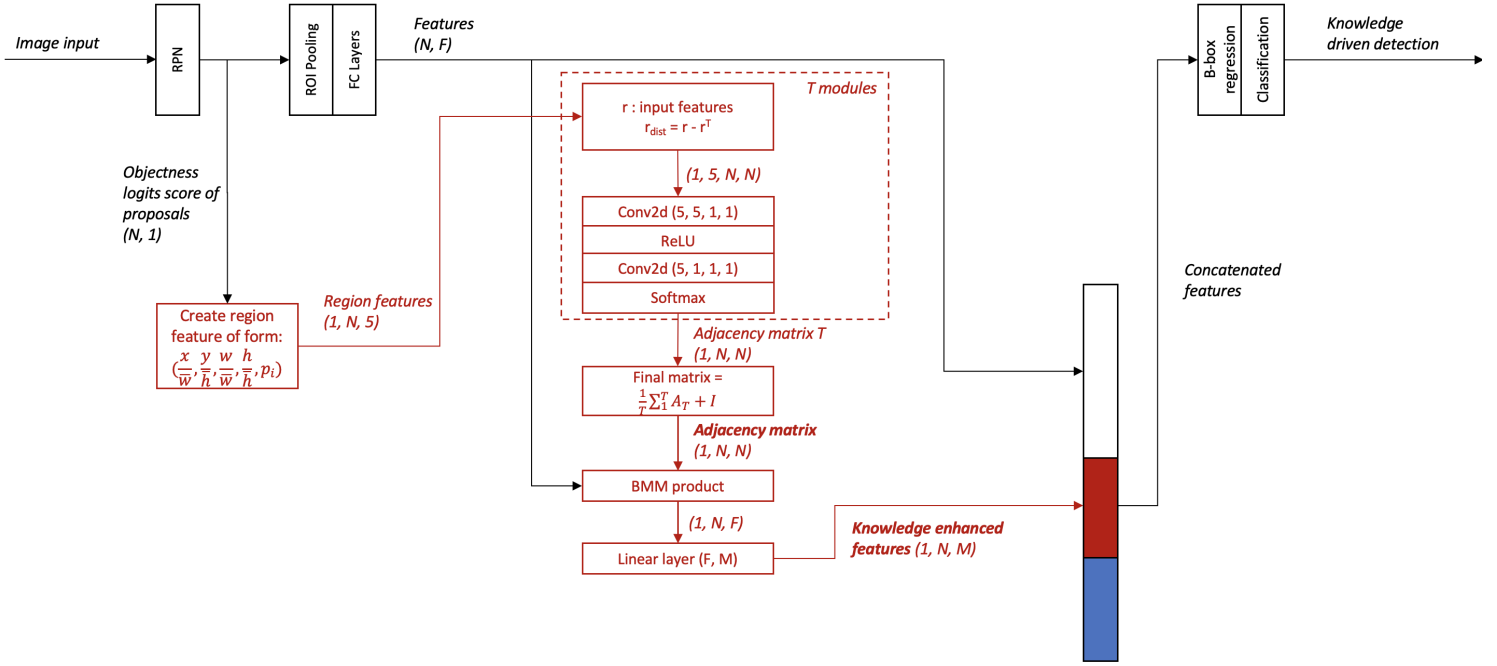 Image input
RPN
ROI Pooling
FC Layers
Features
(N, F)
B-box
regression
Classification
Knowledge
driven detection
T modules
r : input features
r_dist = r - r^T
(1, 5, N, N)
Conv2d (5, 5, 1, 1)
ReLU
Conv2d (5, 1, 1, 1)
Softmax
Objectness
logits score of
proposals
(N, 1)
Create region
feature of form:
(x/w̅, y/h̅, w/w̅, h/h̅, p_i)
Region features
(1, N, 5)
Adjacency matrix T
(1, N, N)
Final matrix =
1/T ∑_1^T A_T + I
Adjacency matrix
(1, N, N)
BMM product
(1, N, F)
Linear layer (F, M)
Knowledge enhanced
features (1, N, M)
Concatenated
features